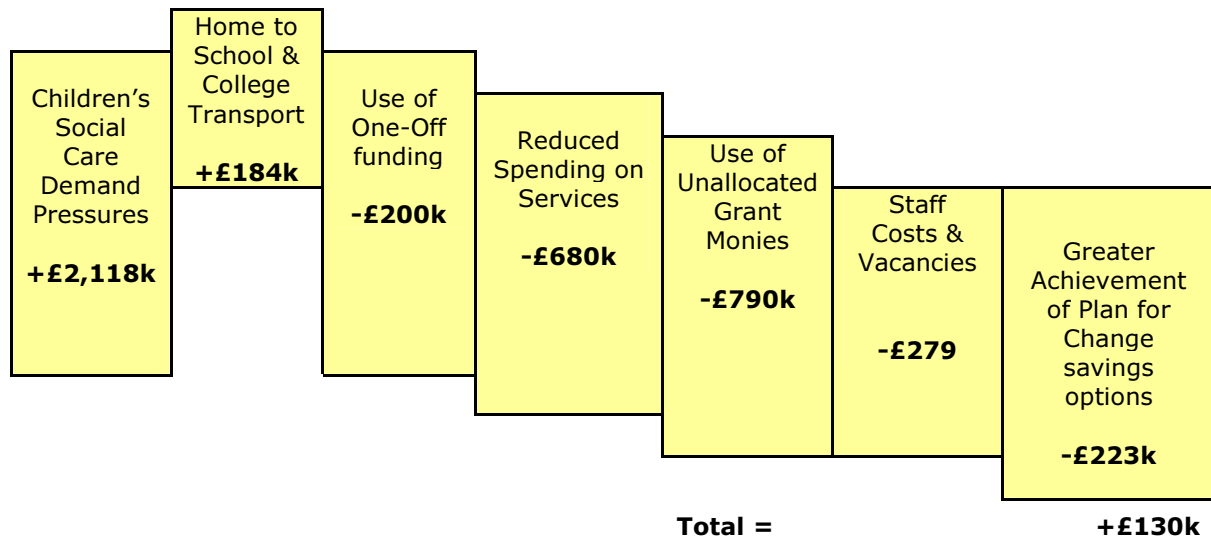 Children's
Social
Care
Demand
Pressures
+£2,118k
Home to
School &
College
Transport
+£184k
Use of
One-Off
funding
-£200k
Reduced
Spending on
Services
-£680k
Use of
Unallocated
Grant
Monies
-£790k
Staff
Costs &
Vacancies
-£279
Greater
Achievement
of Plan for
Change
savings
options
-£223k
Total = +£130k